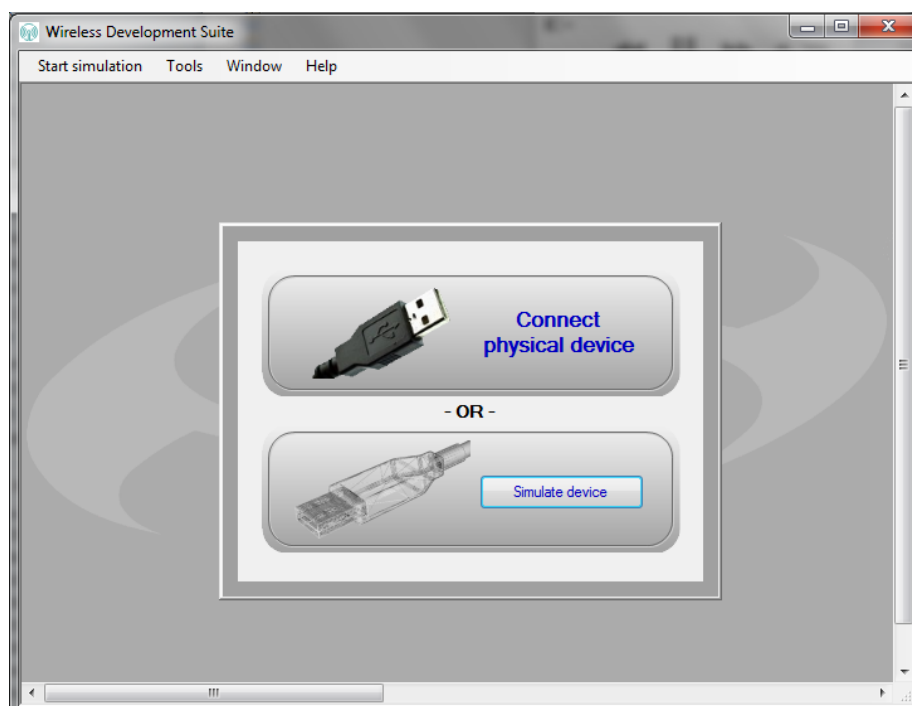 Wireless Development Suite
Start simulation Tools Window Help
Connect
physical device
- OR -
Simulate device